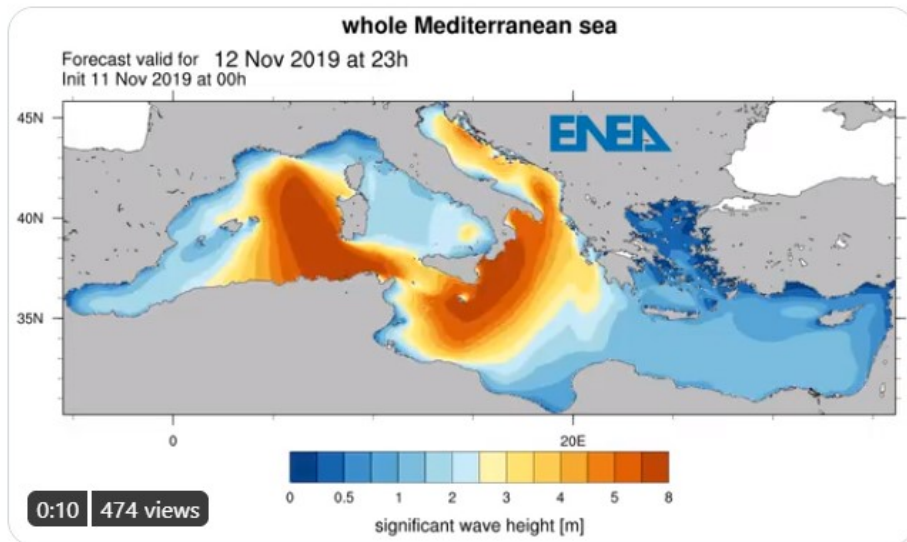 whole Mediterranean sea
Forecast valid for 12 Nov 2019 at 23h
Init 11 Nov 2019 at 00h
45N
ENEA
40N
35N
0 20E
0 0.5 1 2 3 4 5 8
significant wave height [m]
0:10 474 views